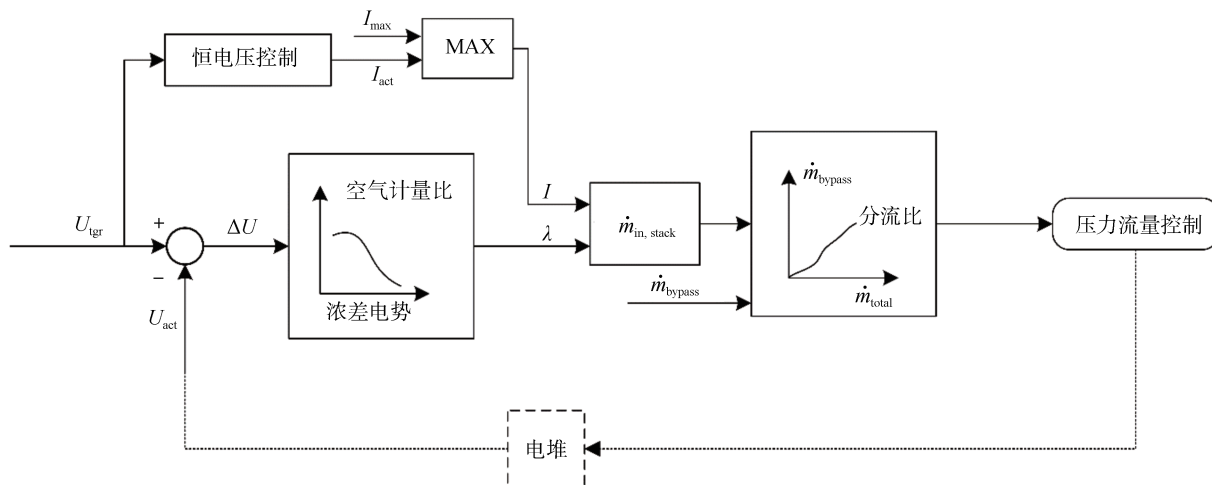 I_max
恒电压控制
I_act
MAX
U_tgr
+
−
ΔU
U_act
空气计量比
浓差电势
I
λ
ṁ_in, stack
ṁ_bypass
ṁ_bypass
分流比
ṁ_total
压力流量控制
电堆